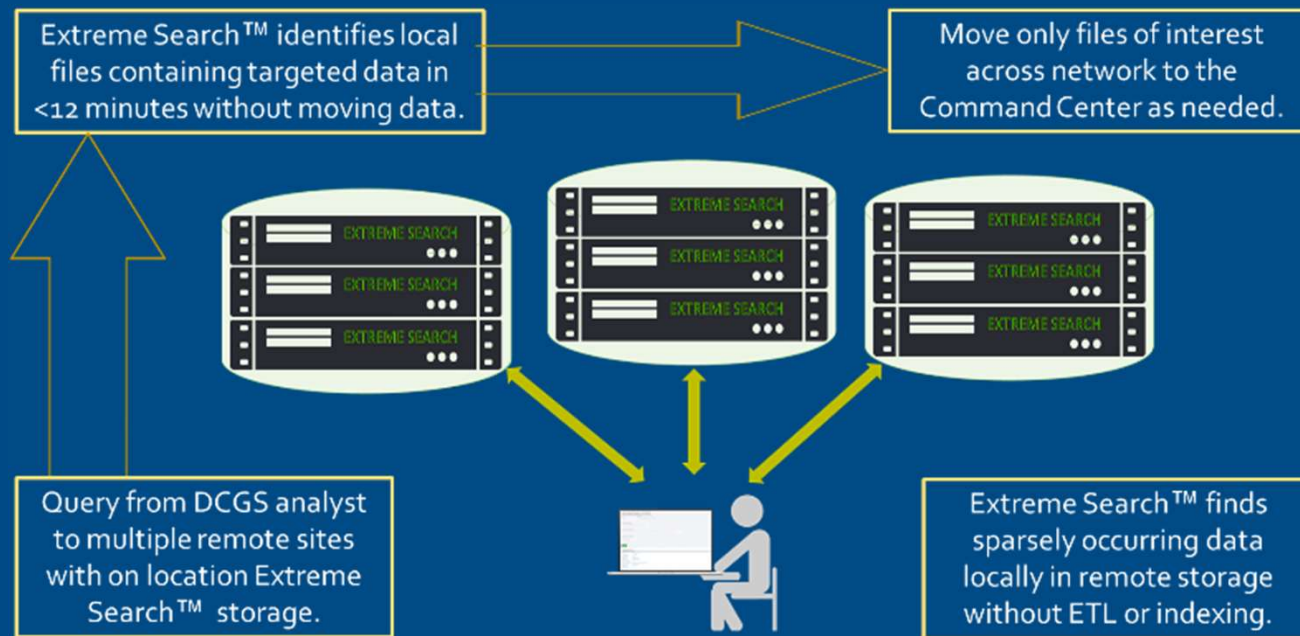 Extreme Search™ identifies local
files containing targeted data in
<12 minutes without moving data.
Move only files of interest
across network to the
Command Center as needed.
EXTREME SEARCH
EXTREME SEARCH
EXTREME SEARCH
EXTREME SEARCH
EXTREME SEARCH
EXTREME SEARCH
EXTREME SEARCH
EXTREME SEARCH
EXTREME SEARCH
Query from DCGS analyst
to multiple remote sites
with on location Extreme
Search™ storage.
Extreme Search™ finds
sparsely occurring data
locally in remote storage
without ETL or indexing.